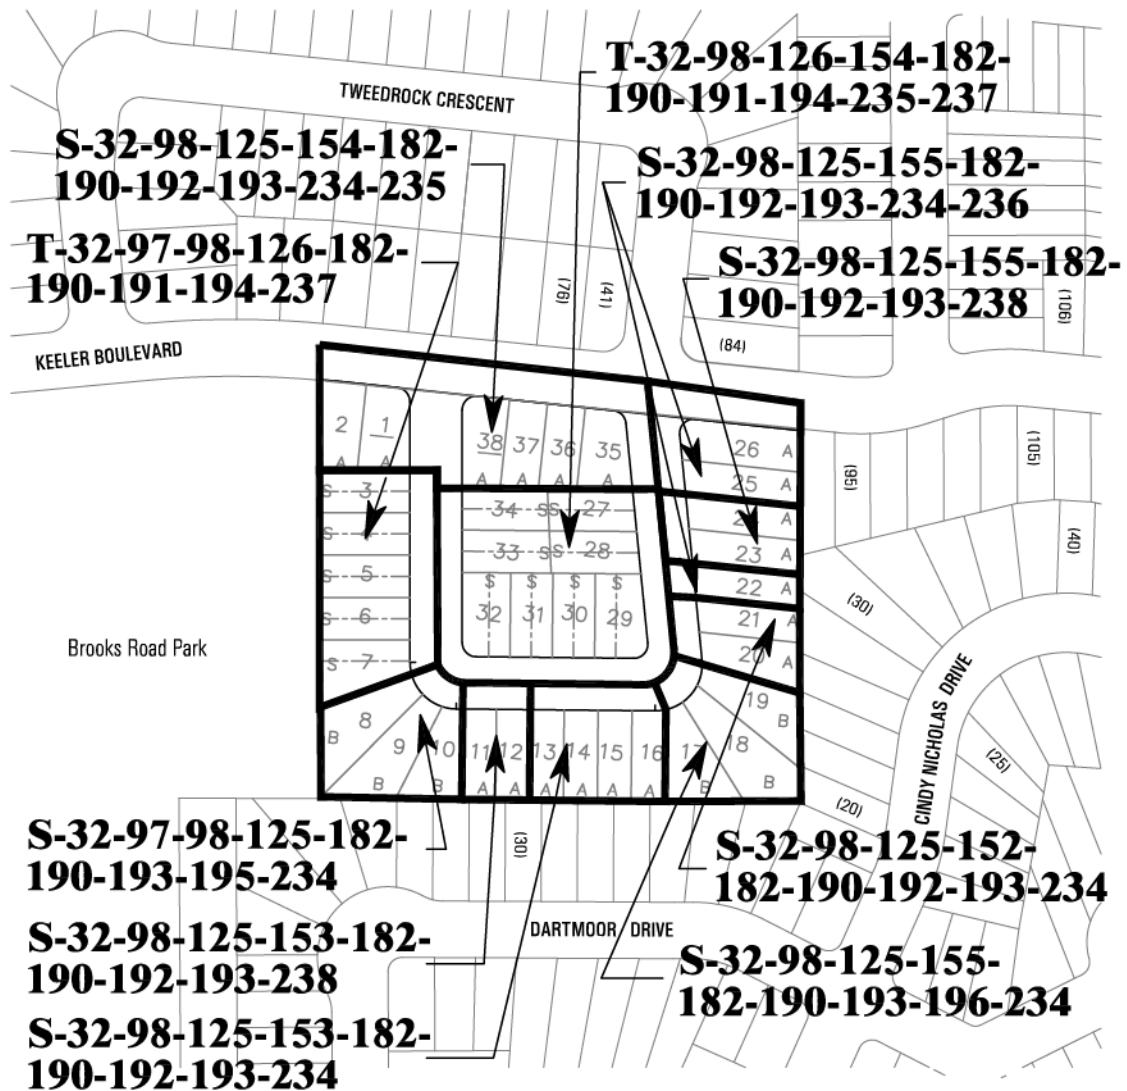 T-32-98-126-154-182-
190-191-194-235-237
TWEEDROCK CRESCENT
S-32-98-125-154-182-
190-192-193-234-235
S-32-98-125-155-182-
190-192-193-234-236
T-32-97-98-126-182-
190-191-194-237
S-32-98-125-155-182-
190-192-193-238
(76)
(41)
(106)
(84)
KEELER BOULEVARD
2 1
A A
38 37 36 35
A A A A
26 A
25 A
(95)
(105)
S 3
34 S S 27
A
S
33 S S 28
23 A
(40)
S 5
S S S S
22 A
(30)
S 6
32 31 30 29
21 A
Brooks Road Park
S 7
20 A
CINDY NICHOLAS DRIVE
19 B
8
B
9 10
11 12 13 14 15 16 17 18
B B A A A A A A B B
(25)
(20)
S-32-97-98-125-182-
190-193-195-234
(30)
S-32-98-125-152-
182-190-192-193-234
S-32-98-125-153-182-
190-192-193-238
DARTMOOR DRIVE
S-32-98-125-155-
182-190-193-196-234
S-32-98-125-153-182-
190-192-193-234